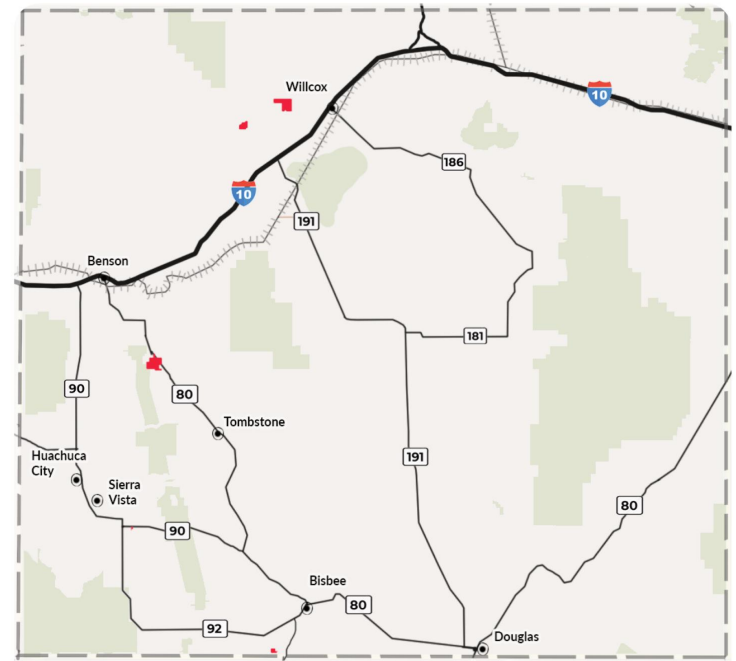 Willcox
10
186
10
191
Benson
181
90
80
Tombstone
Huachuca
City
191
Sierra
Vista
80
90
Bisbee
80
92
Douglas